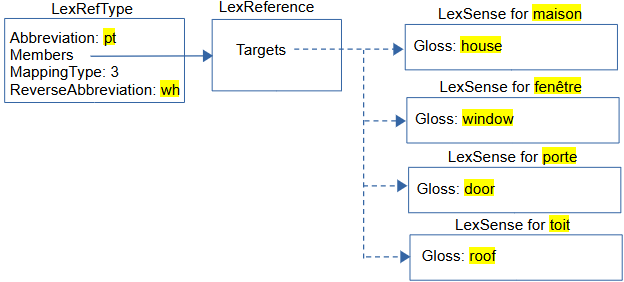 LexRefType
Abbreviation: pt
Members
MappingType: 3
ReverseAbbreviation: wh
LexReference
Targets
LexSense for maison
Gloss: house
LexSense for fenêtre
Gloss: window
LexSense for porte
Gloss: door
LexSense for toit
Gloss: roof